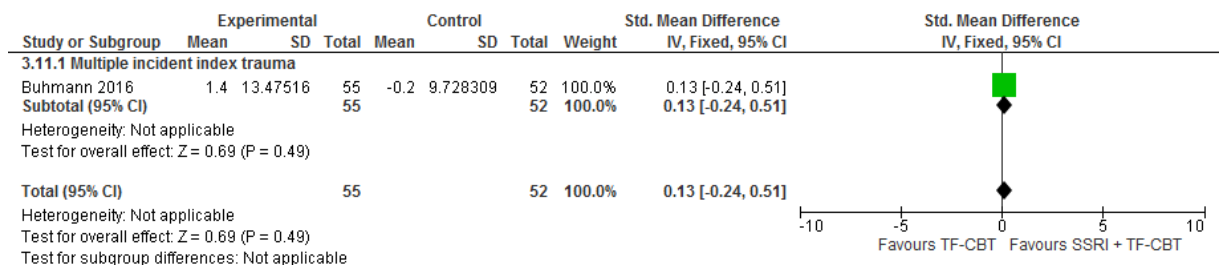 Experimental Control Std. Mean Difference Std. Mean Difference
Study or Subgroup Mean SD Total Mean SD Total Weight IV, Fixed, 95% CI IV, Fixed, 95% CI
3.11.1 Multiple incident index trauma
Buhmann 2016 1.4 13.47516 55 -0.2 9.728309 52 100.0% 0.13 [-0.24, 0.51]
Subtotal (95% CI) 55 52 100.0% 0.13 [-0.24, 0.51]
Heterogeneity: Not applicable
Test for overall effect: Z = 0.69 (P = 0.49)
Total (95% CI) 55 52 100.0% 0.13 [-0.24, 0.51]
Heterogeneity: Not applicable
Test for overall effect: Z = 0.69 (P = 0.49)
Test for subgroup differences: Not applicable
-10 -5 0 5 10
Favours TF-CBT Favours SSRI + TF-CBT